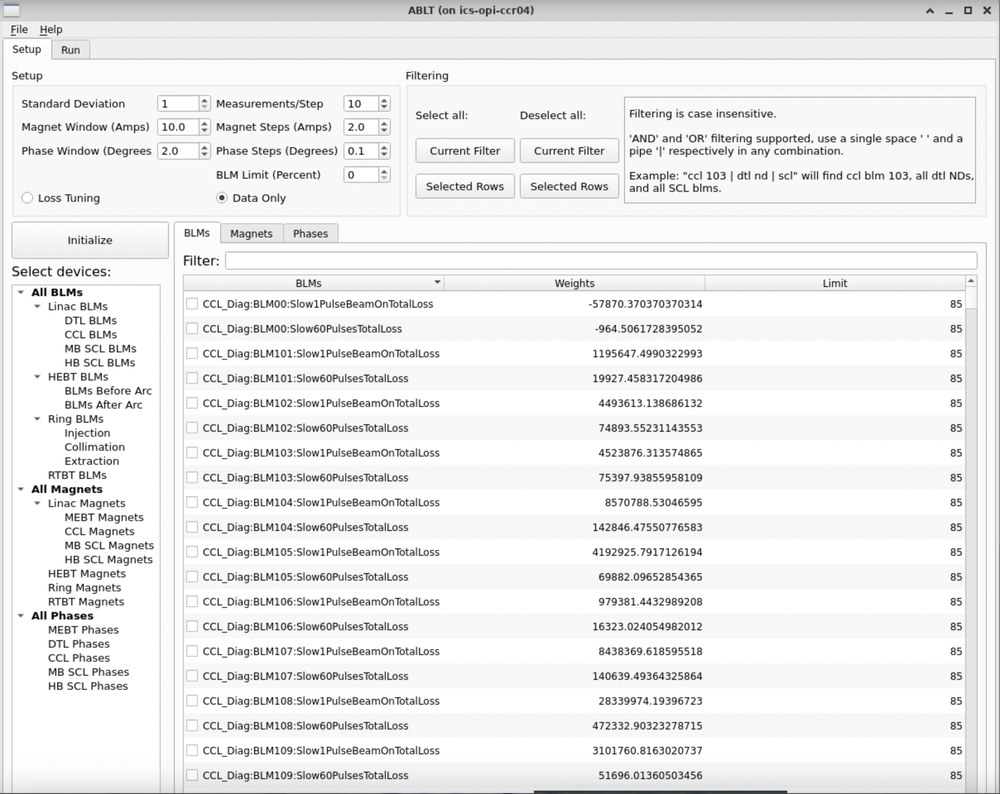 ABLT (on ics-opi-ccr04)
File Help
Setup Run
Setup
Standard Deviation 1 Measurements/Step 10
Magnet Window (Amps) 10.0 Magnet Steps (Amps) 2.0
Phase Window (Degrees 2.0 Phase Steps (Degrees) 0.1
BLM Limit (Percent) 0
Loss Tuning Data Only
Filtering
Select all: Deselect all:
Current Filter Current Filter
Selected Rows Selected Rows
Filtering is case insensitive.
'AND' and 'OR' filtering supported, use a single space ' ' and a
pipe '|' respectively in any combination.
Example: "ccl 103 | dtl nd | scl" will find ccl blm 103, all dtl NDs,
and all SCL blms.
Initialize
Select devices:
All BLMs
Linac BLMs
DTL BLMs
CCL BLMs
MB SCL BLMs
HB SCL BLMs
HEBT BLMs
BLMs Before Arc
BLMs After Arc
Ring BLMs
Injection
Collimation
Extraction
RTBT BLMs
All Magnets
Linac Magnets
MEBT Magnets
CCL Magnets
MB SCL Magnets
HB SCL Magnets
HEBT Magnets
Ring Magnets
RTBT Magnets
All Phases
MEBT Phases
DTL Phases
CCL Phases
MB SCL Phases
HB SCL Phases
BLMs Magnets Phases
Filter:
BLMs Weights Limit
CCL_Diag:BLM00:Slow1PulseBeamOnTotalLoss -57870.370370370314 85
CCL_Diag:BLM00:Slow60PulsesTotalLoss -964.5061728395052 85
CCL_Diag:BLM101:Slow1PulseBeamOnTotalLoss 1195647.4990322993 85
CCL_Diag:BLM101:Slow60PulsesTotalLoss 19927.458317204986 85
CCL_Diag:BLM102:Slow1PulseBeamOnTotalLoss 4493613.138686132 85
CCL_Diag:BLM102:Slow60PulsesTotalLoss 74893.55231143553 85
CCL_Diag:BLM103:Slow1PulseBeamOnTotalLoss 4523876.313574865 85
CCL_Diag:BLM103:Slow60PulsesTotalLoss 75397.93855958109 85
CCL_Diag:BLM104:Slow1PulseBeamOnTotalLoss 8570788.53046595 85
CCL_Diag:BLM104:Slow60PulsesTotalLoss 142846.47550776583 85
CCL_Diag:BLM105:Slow1PulseBeamOnTotalLoss 4192925.7917126194 85
CCL_Diag:BLM105:Slow60PulsesTotalLoss 69882.09652854365 85
CCL_Diag:BLM106:Slow1PulseBeamOnTotalLoss 979381.4432989208 85
CCL_Diag:BLM106:Slow60PulsesTotalLoss 16323.024054982012 85
CCL_Diag:BLM107:Slow1PulseBeamOnTotalLoss 8438369.618595518 85
CCL_Diag:BLM107:Slow60PulsesTotalLoss 140639.49364325864 85
CCL_Diag:BLM108:Slow1PulseBeamOnTotalLoss 28339974.19396723 85
CCL_Diag:BLM108:Slow60PulsesTotalLoss 472332.90323278715 85
CCL_Diag:BLM109:Slow1PulseBeamOnTotalLoss 3101760.8163020737 85
CCL_Diag:BLM109:Slow60PulsesTotalLoss 51696.01360503456 85